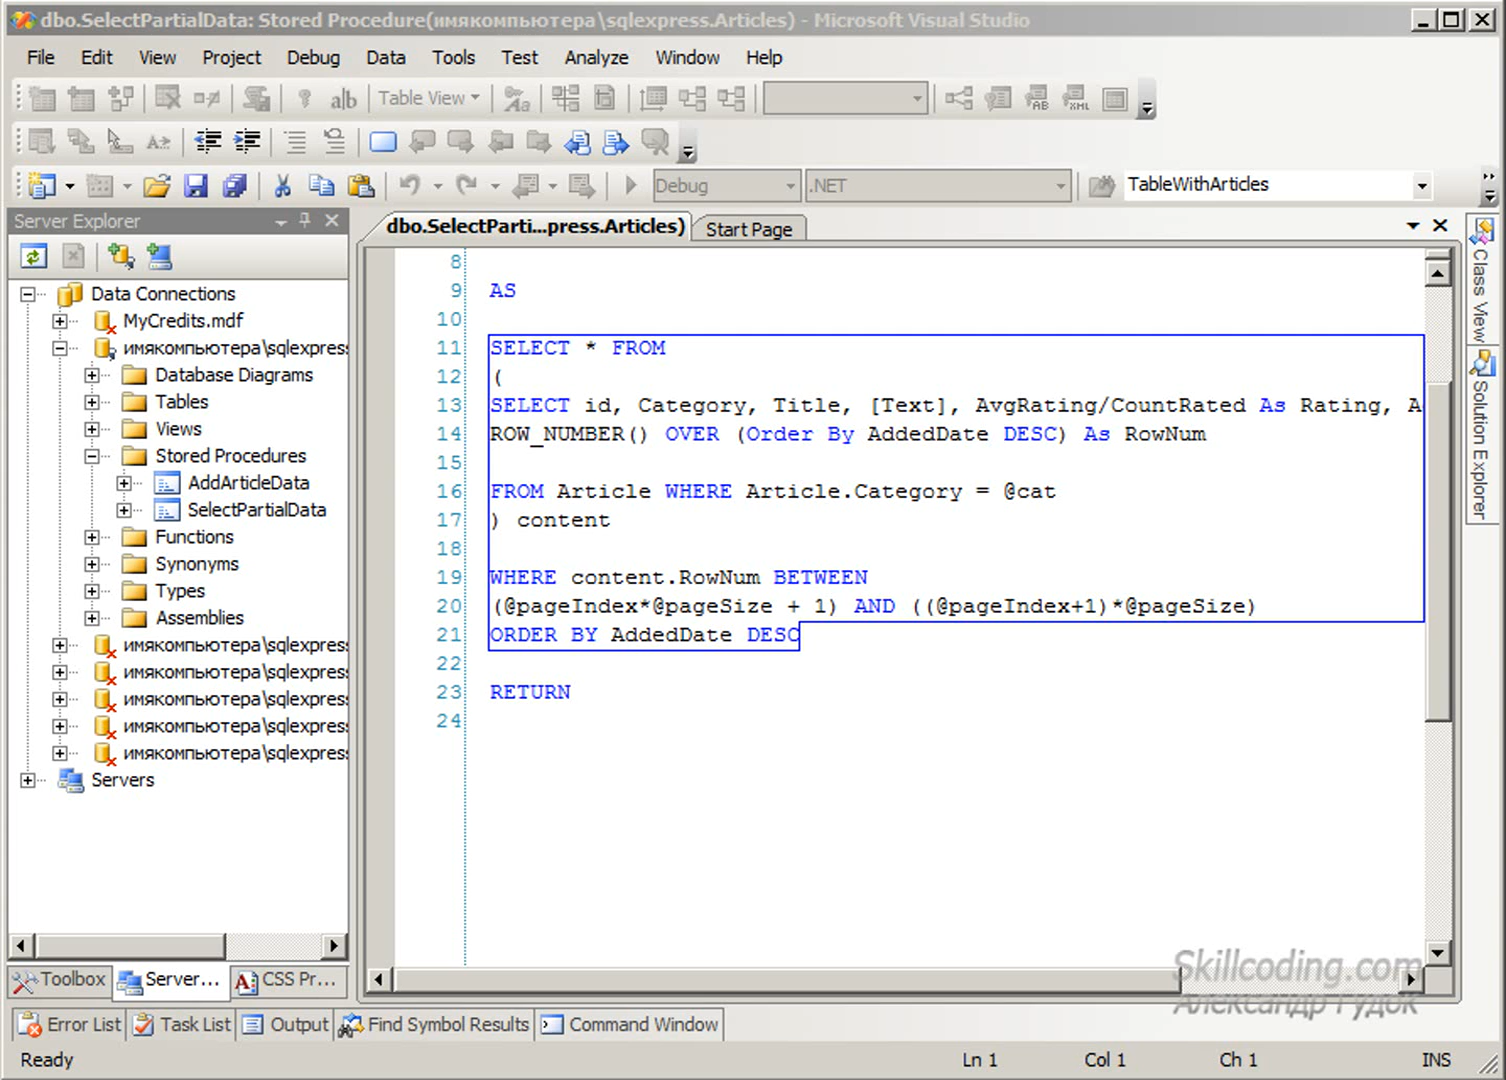 dbo.SelectPartialData: Stored Procedure(имякомпьютера\sqlexpress.Articles) - Microsoft Visual Studio
File Edit View Project Debug Data Tools Test Analyze Window Help
Table View
Debug .NET TableWithArticles
Server Explorer
dbo.SelectParti...press.Articles) Start Page
Data Connections
MyCredits.mdf
имякомпьютера\sqlexpress
Database Diagrams
Tables
Views
Stored Procedures
AddArticleData
SelectPartialData
Functions
Synonyms
Types
Assemblies
имякомпьютера\sqlexpress
имякомпьютера\sqlexpress
имякомпьютера\sqlexpress
имякомпьютера\sqlexpress
имякомпьютера\sqlexpress
Servers
8
9 AS
10
11 SELECT * FROM
12 (
13 SELECT id, Category, Title, [Text], AvgRating/CountRated As Rating, A
14 ROW_NUMBER() OVER (Order By AddedDate DESC) As RowNum
15
16 FROM Article WHERE Article.Category = @cat
17 ) content
18
19 WHERE content.RowNum BETWEEN
20 (@pageIndex*@pageSize + 1) AND ((@pageIndex+1)*@pageSize)
21 ORDER BY AddedDate DESC
22
23 RETURN
24
Class View
Solution Explorer
Skillcoding.com
Александр Гудок
Toolbox Server... CSS Pr...
Error List Task List Output Find Symbol Results Command Window
Ready Ln 1 Col 1 Ch 1 INS